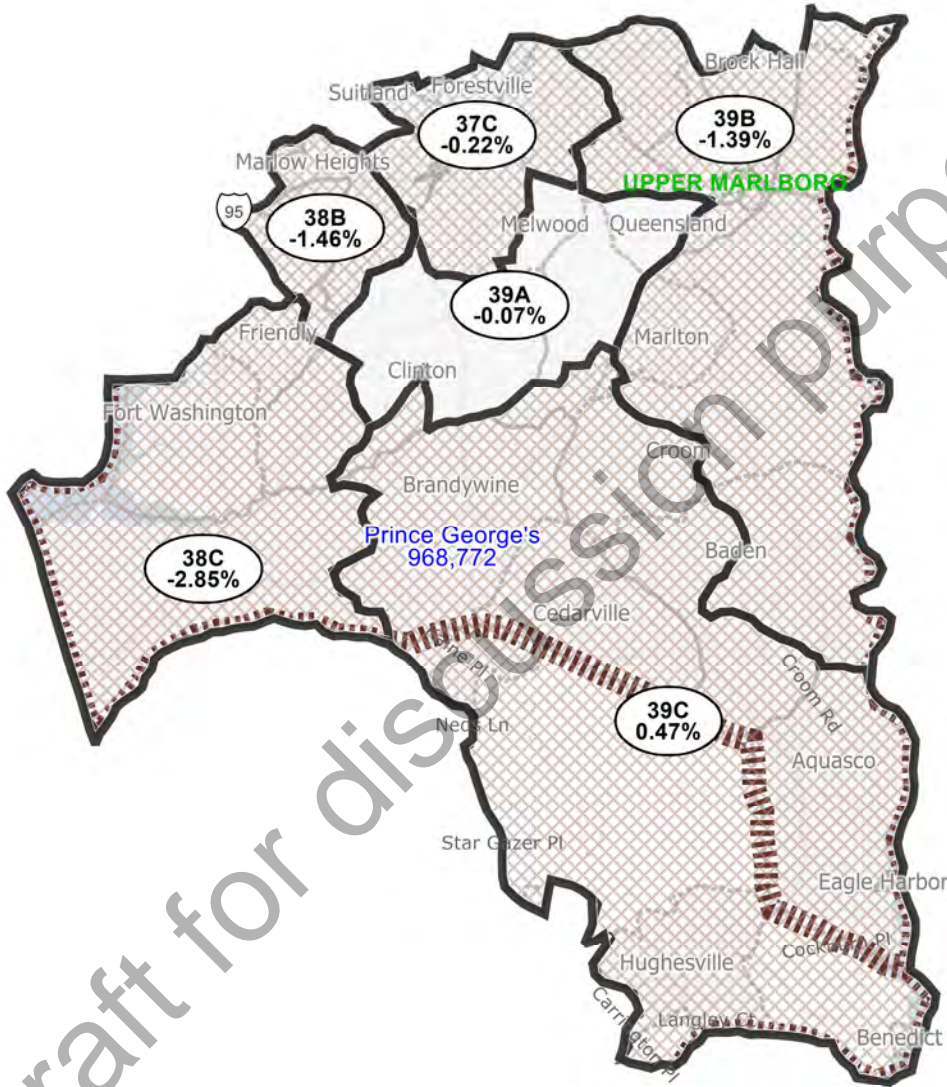 Brock Hall
Suitland
Forestville
37C
-0.22%
39B
-1.39%
Marlow Heights
UPPER MARLBORO
95
38B
-1.46%
Melwood
Queensland
39A
-0.07%
Friendly
Marlton
Clinton
Fort Washington
Croom
Brandywine
Prince George's
968,772
Baden
38C
-2.85%
Cedarville
Croom Rd
Neds Ln
39C
0.47%
Aquasco
Star Gazer Pl
Eagle Harbor
Hughesville
Carrington Pl
Langley Ct
Benedict
raft for discussion purpo